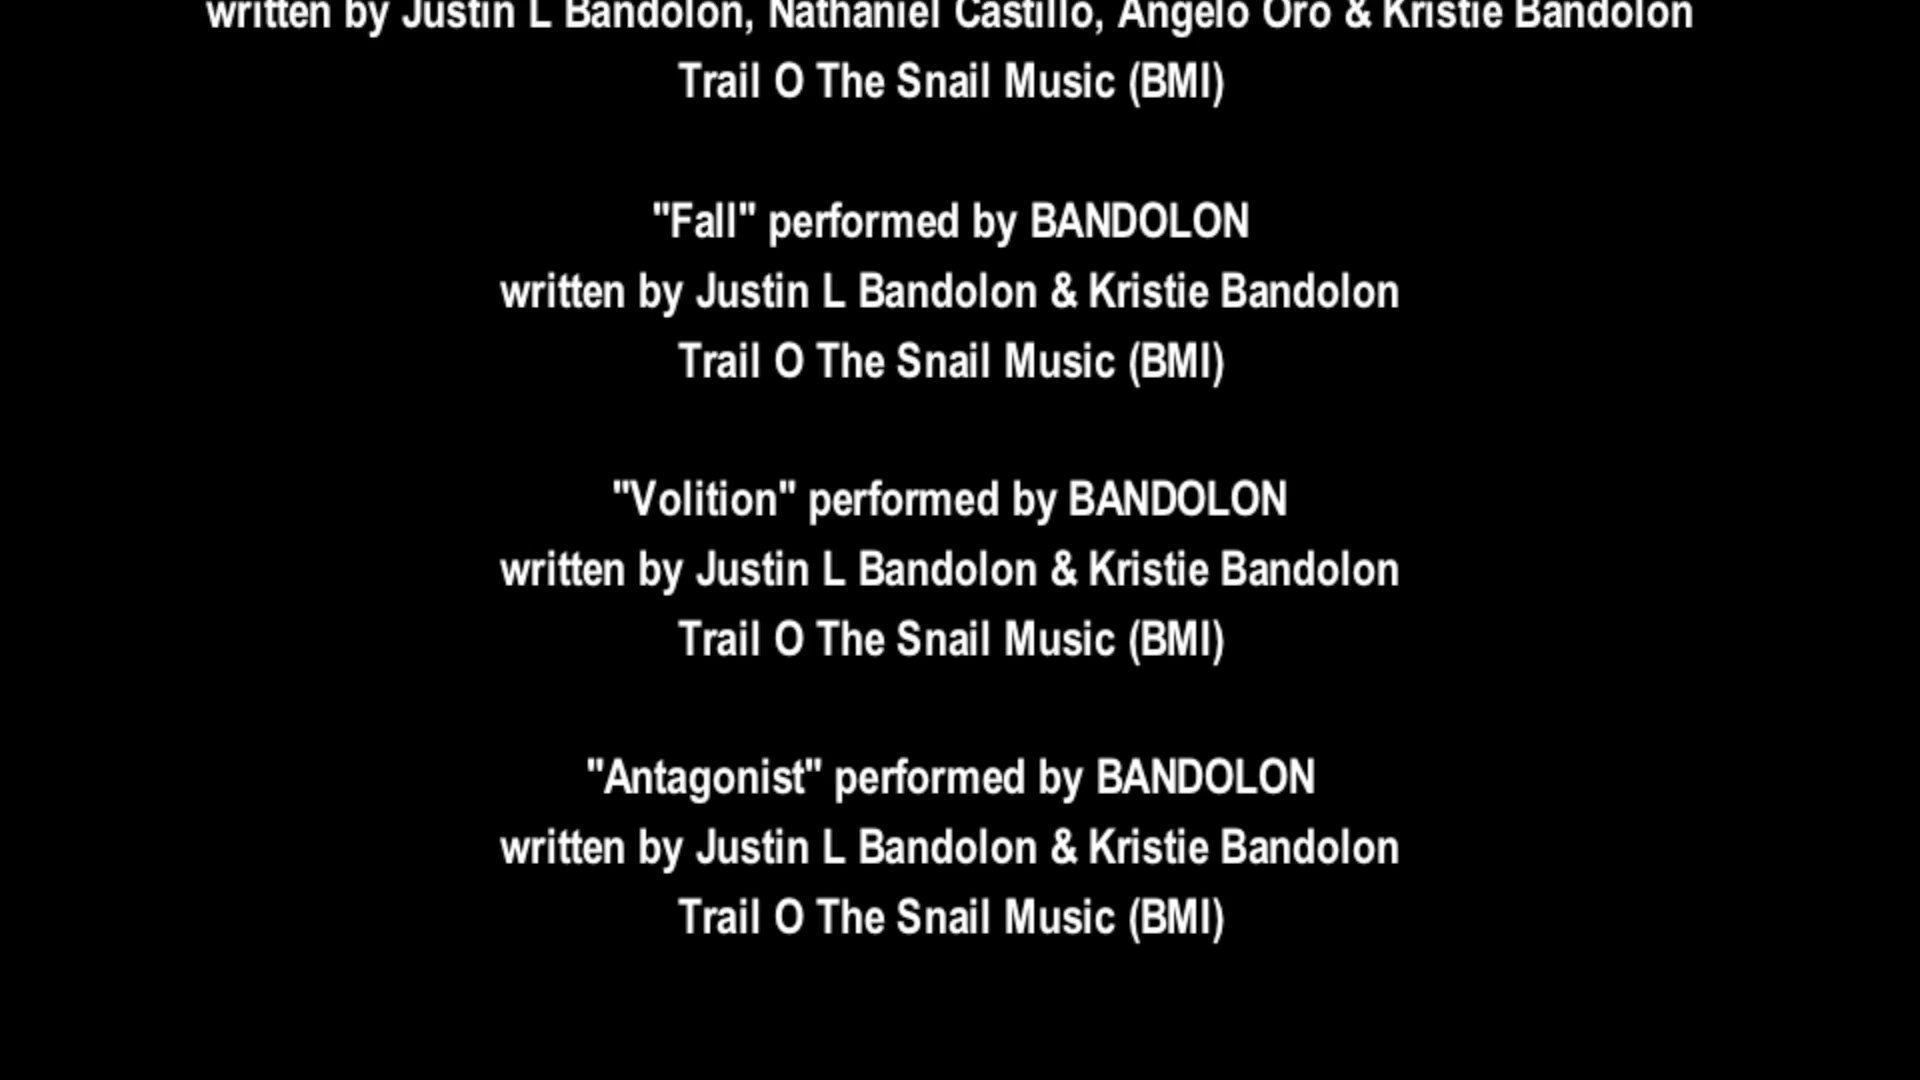 written by Justin L Bandolon, Nathaniel Castillo, Angelo Oro & Kristie Bandolon
Trail O The Snail Music (BMI)
"Fall" performed by BANDOLON
written by Justin L Bandolon & Kristie Bandolon
Trail O The Snail Music (BMI)
"Volition" performed by BANDOLON
written by Justin L Bandolon & Kristie Bandolon
Trail O The Snail Music (BMI)
"Antagonist" performed by BANDOLON
written by Justin L Bandolon & Kristie Bandolon
Trail O The Snail Music (BMI)